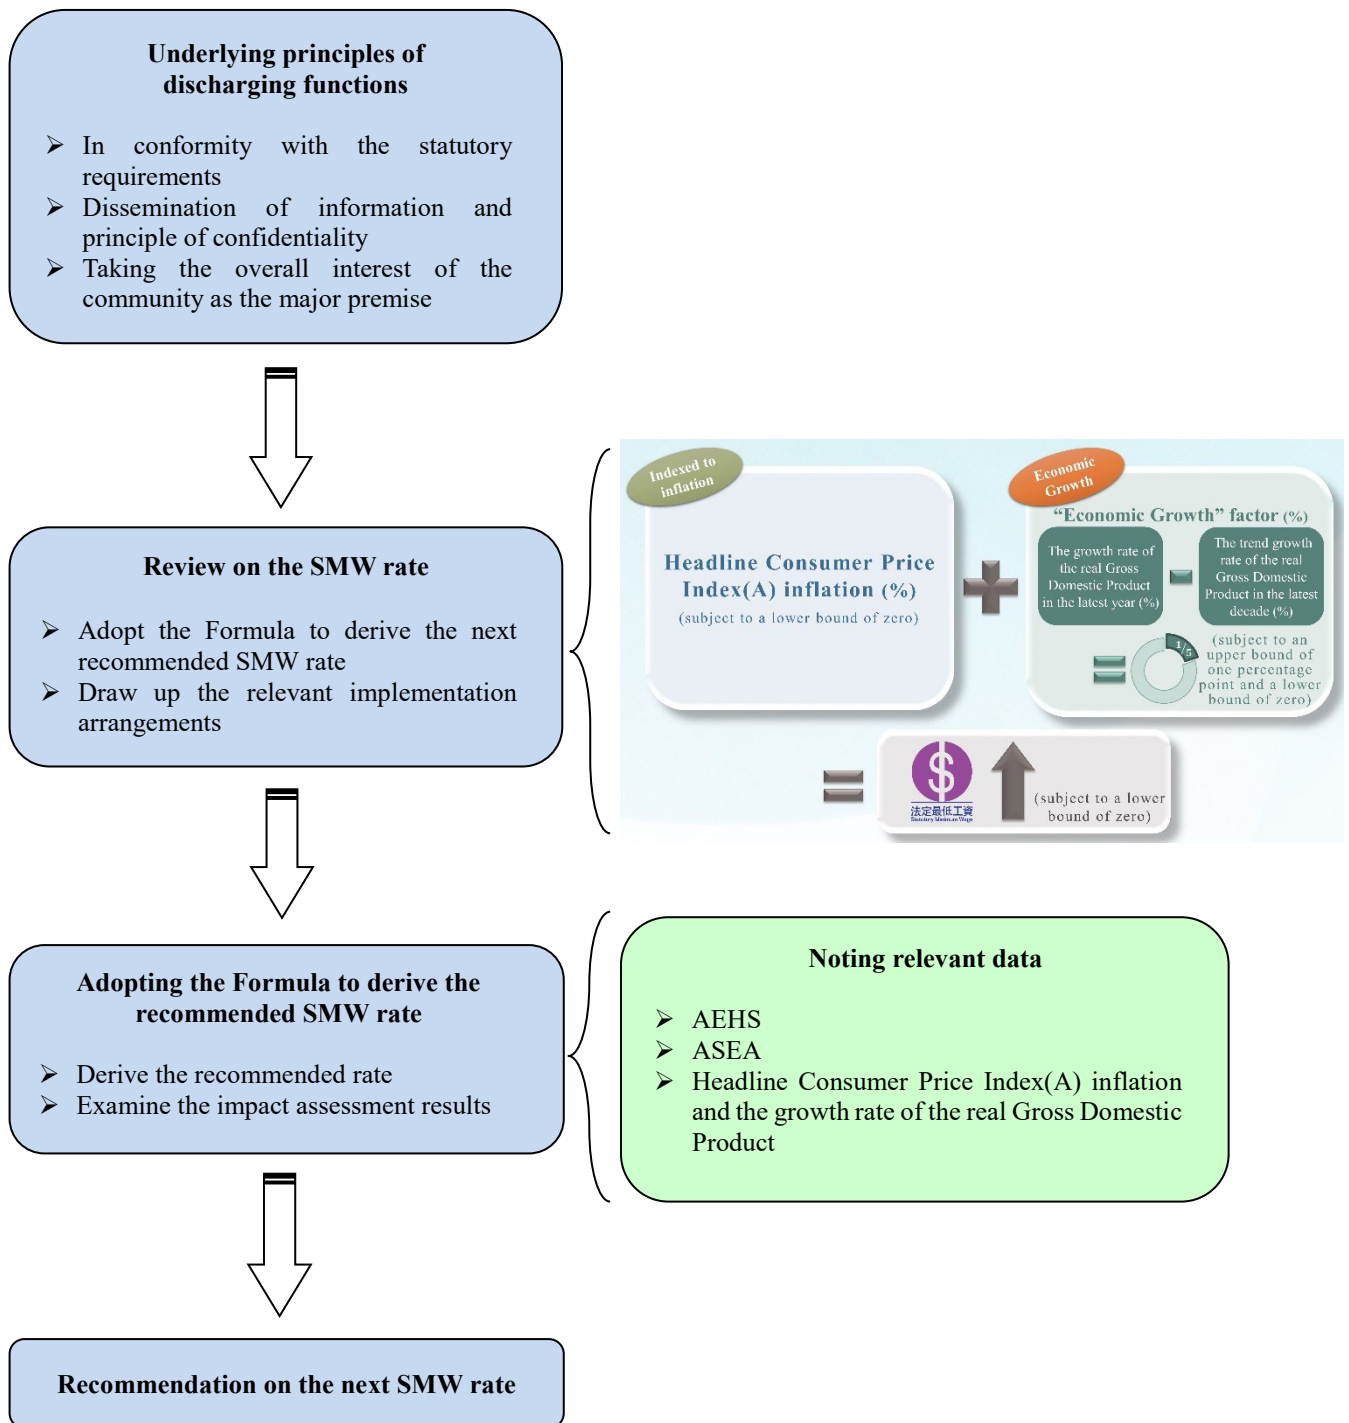 Underlying principles of
discharging functions
➢ In conformity with the statutory
requirements
➢ Dissemination of information and
principle of confidentiality
➢ Taking the overall interest of the
community as the major premise
Review on the SMW rate
➢ Adopt the Formula to derive the next
recommended SMW rate
➢ Draw up the relevant implementation
arrangements
Indexed to
inflation
Headline Consumer Price
Index(A) inflation (%)
(subject to a lower bound of zero)
Economic
Growth
“Economic Growth” factor (%)
The growth rate of
the real Gross
Domestic Product
in the latest year (%)
The trend growth
rate of the real
Gross Domestic
Product in the latest
decade (%)
1/5
(subject to an
upper bound of
one percentage
point and a lower
bound of zero)
$
法定最低工資
Statutory Minimum Wage
(subject to a lower
bound of zero)
Adopting the Formula to derive the
recommended SMW rate
➢ Derive the recommended rate
➢ Examine the impact assessment results
Noting relevant data
➢ AEHS
➢ ASEA
➢ Headline Consumer Price Index(A) inflation
and the growth rate of the real Gross Domestic
Product
Recommendation on the next SMW rate